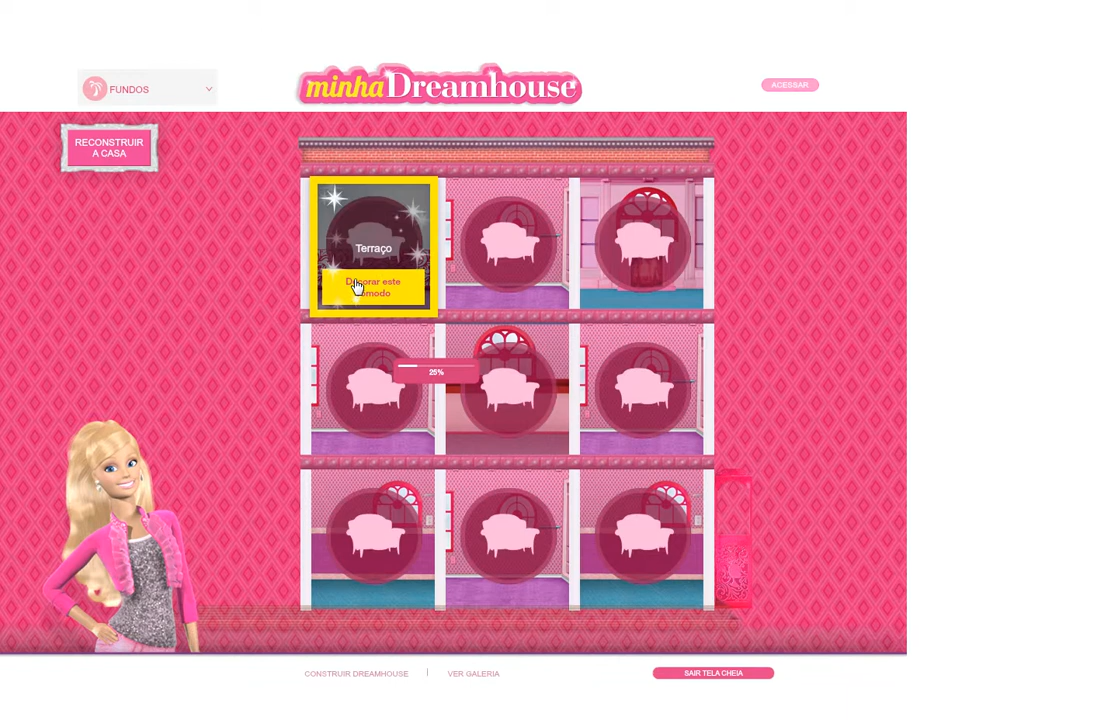 FUNDOS
minha Dreamhouse
ACESSAR
RECONSTRUIR
A CASA
Terraço
Decorar este
cômodo
25%
CONSTRUIR DREAMHOUSE
VER GALERIA
SAIR TELA CHEIA